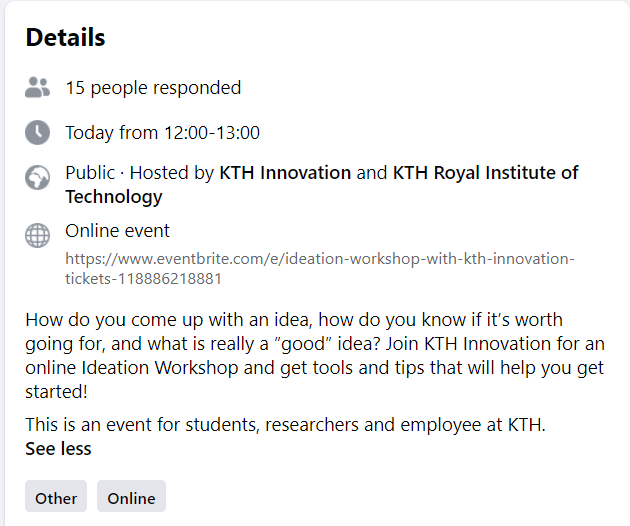 Details
15 people responded
Today from 12:00-13:00
Public · Hosted by KTH Innovation and KTH Royal Institute of
Technology
Online event
https://www.eventbrite.com/e/ideation-workshop-with-kth-innovation-
tickets-118886218881
How do you come up with an idea, how do you know if it’s worth
going for, and what is really a ”good” idea? Join KTH Innovation for an
online Ideation Workshop and get tools and tips that will help you get
started!
This is an event for students, researchers and employee at KTH.
See less
Other Online